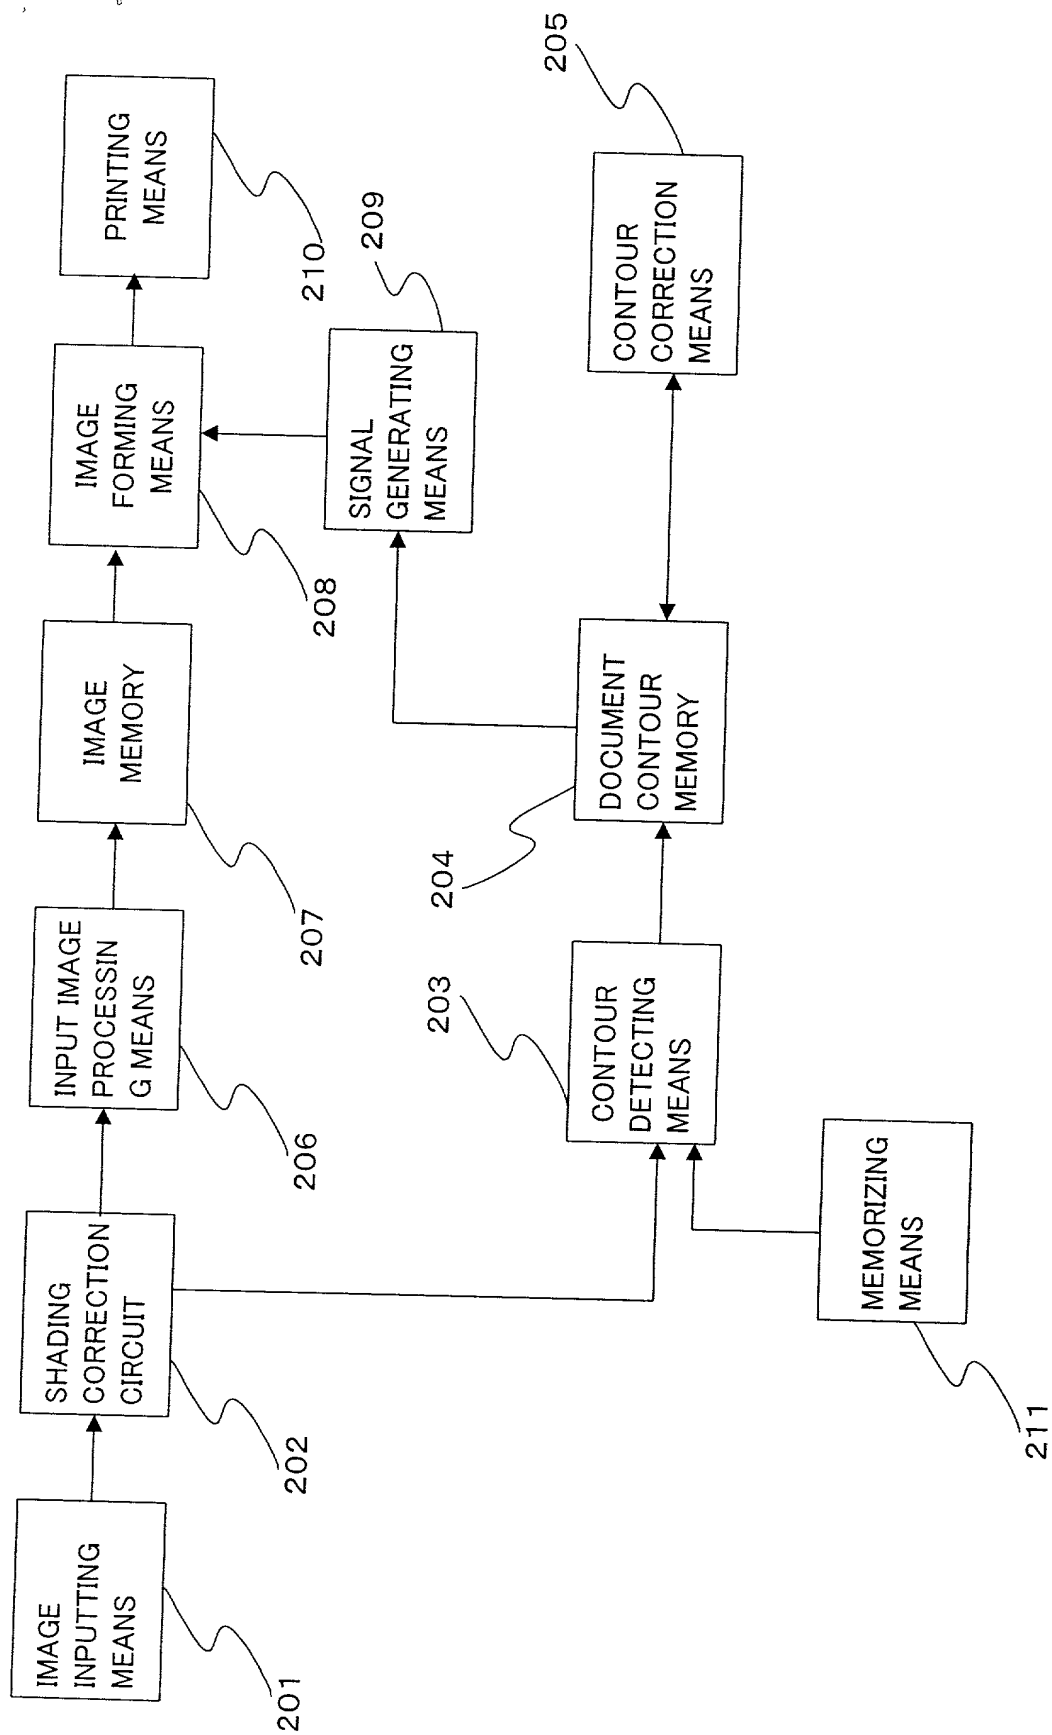 IMAGE
INPUTTING
MEANS
201
SHADING
CORRECTION
CIRCUIT
202
INPUT IMAGE
PROCESSIN
G MEANS
206
IMAGE
MEMORY
207
IMAGE
FORMING
MEANS
208
PRINTING
MEANS
210
SIGNAL
GENERATING
MEANS
209
CONTOUR
DETECTING
MEANS
203
DOCUMENT
CONTOUR
MEMORY
204
CONTOUR
CORRECTION
MEANS
205
MEMORIZING
MEANS
211